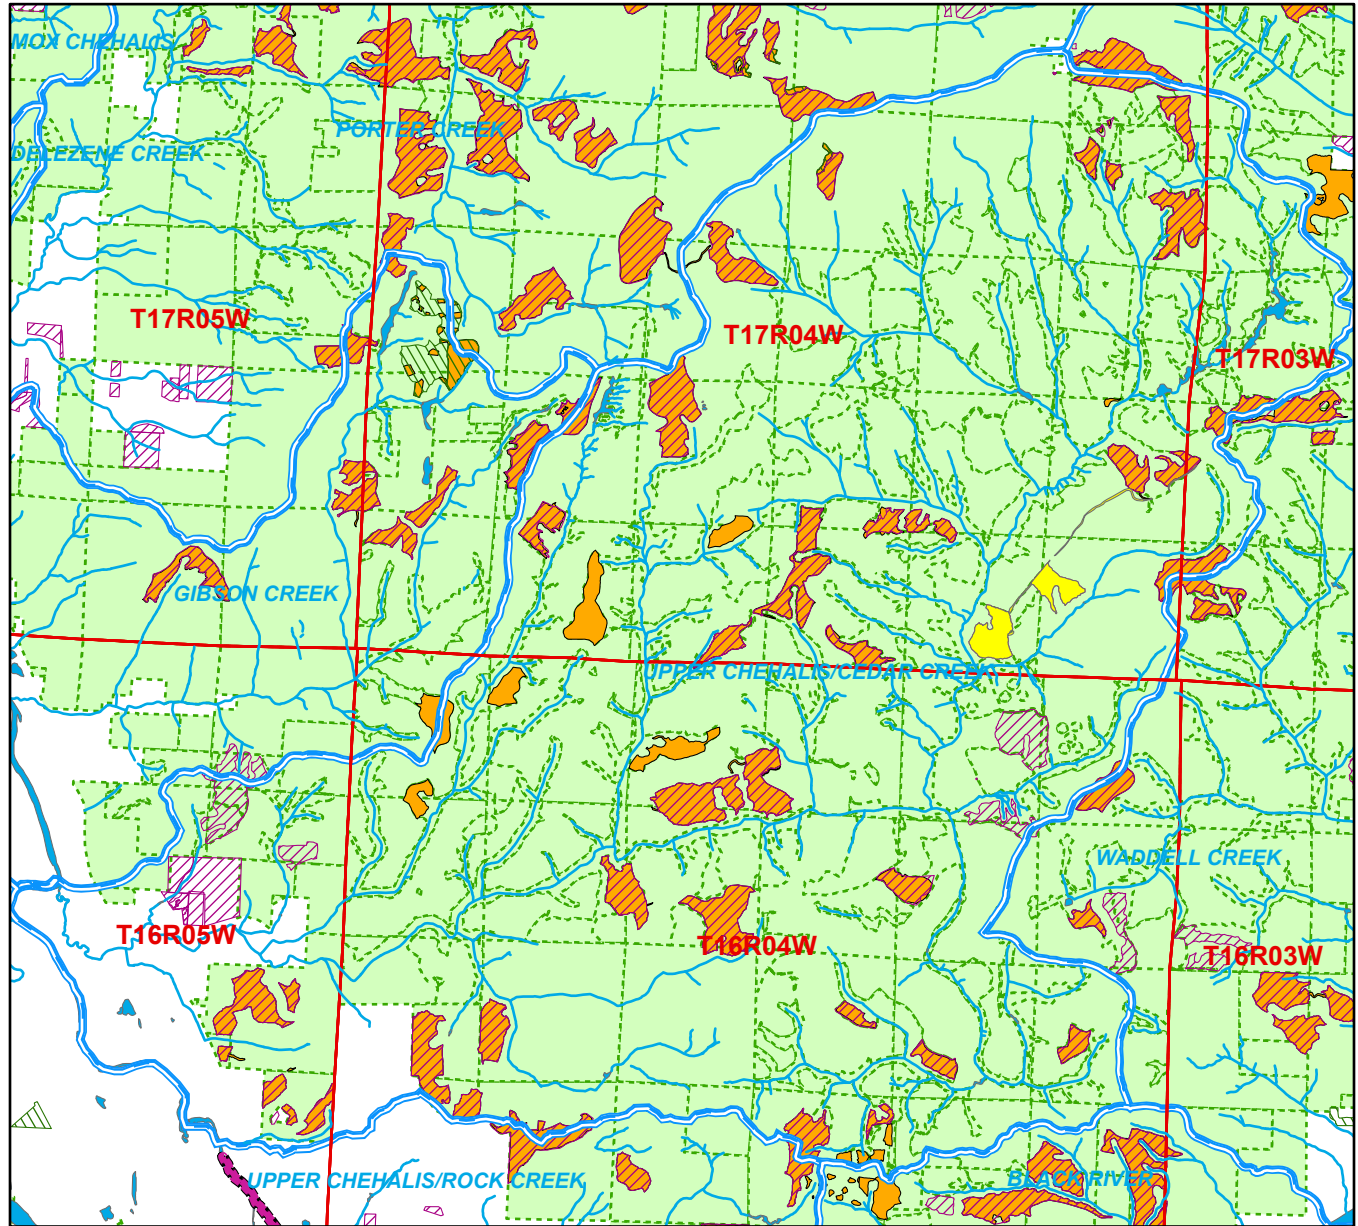 MOX CHEHALIS
PORTER CREEK
DELEZENE CREEK
T17R05W
T17R04W
T17R03W
GIBSON CREEK
UPPER CHEHALIS/CEDAR CREEK
WADDELL CREEK
T16R05W
T16R04W
T16R03W
UPPER CHEHALIS/ROCK CREEK
BLACK RIVER